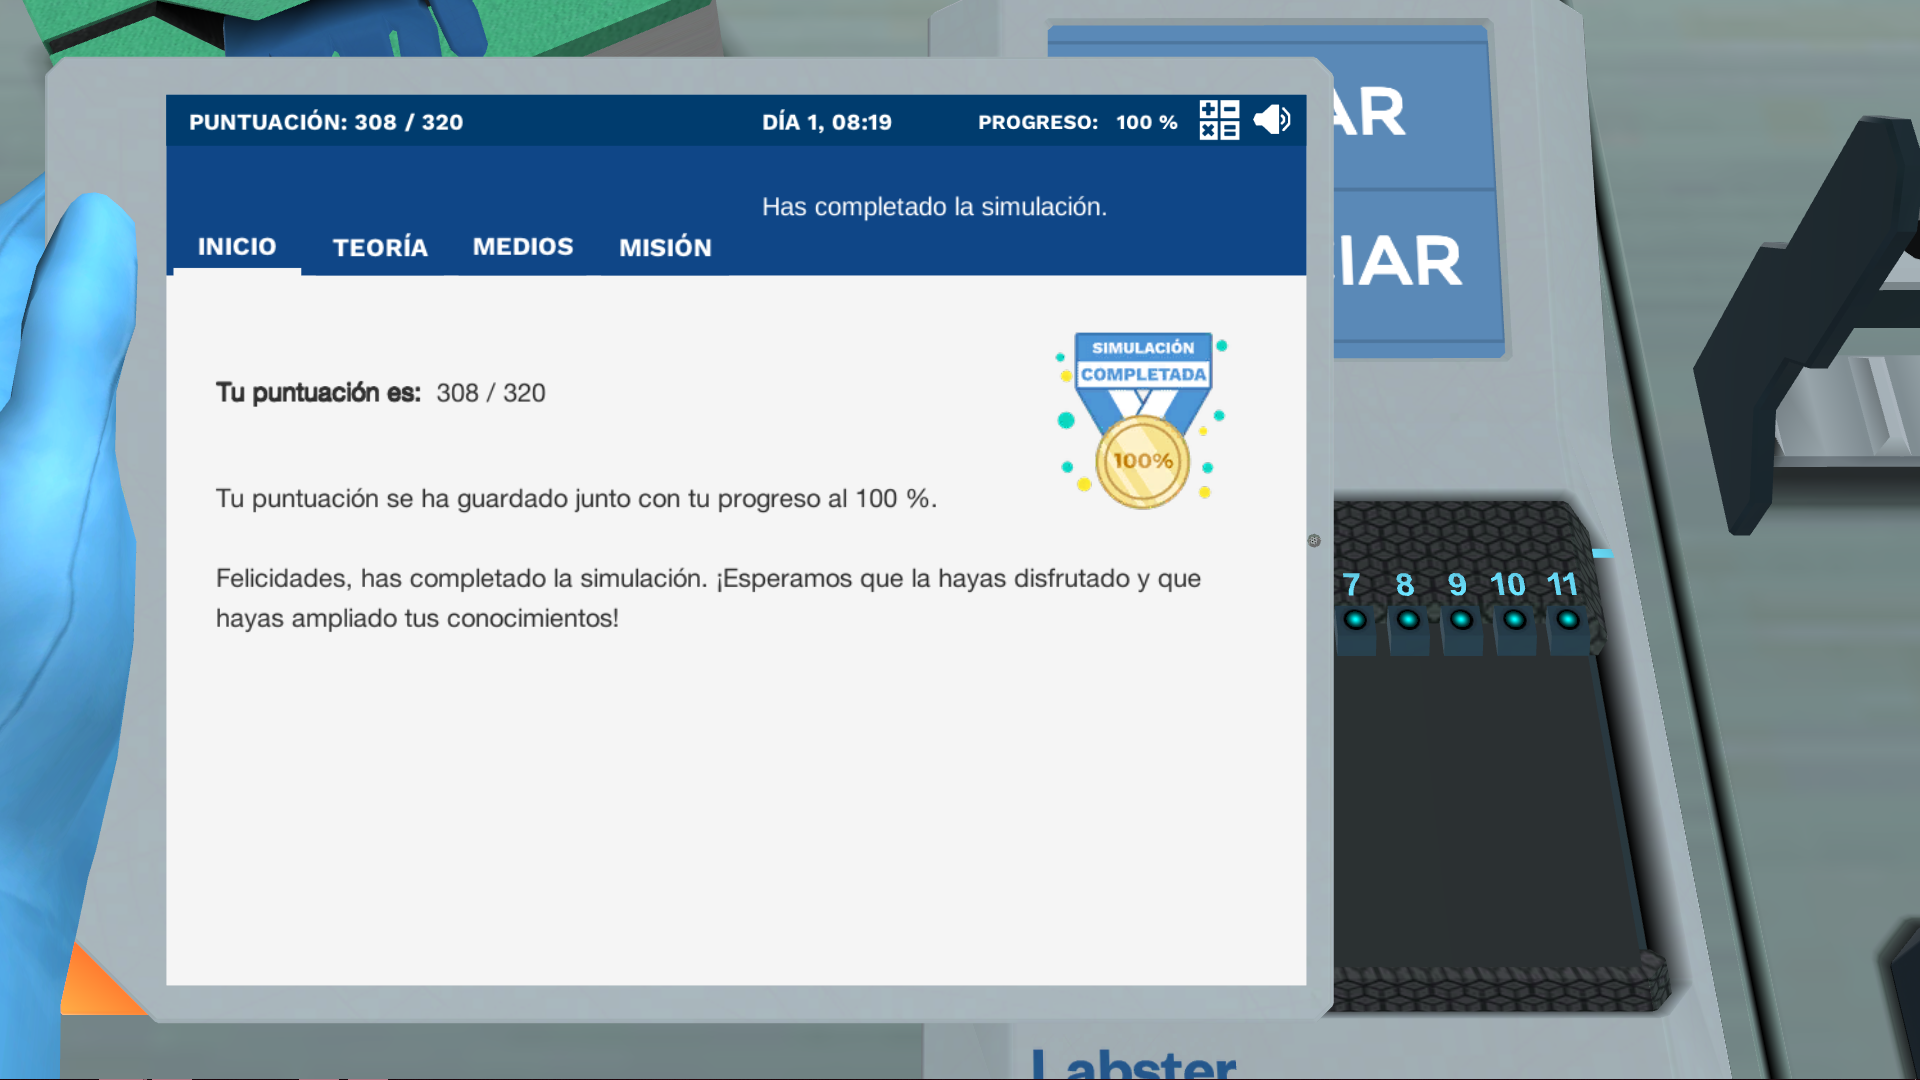 PUNTUACIÓN: 308 / 320
DÍA 1, 08:19
PROGRESO: 100 %
Has completado la simulación.
INICIO
TEORÍA
MEDIOS
MISIÓN
Tu puntuación es: 308 / 320
SIMULACIÓN
COMPLETADA
100%
Tu puntuación se ha guardado junto con tu progreso al 100 %.
Felicidades, has completado la simulación. ¡Esperamos que la hayas disfrutado y que
hayas ampliado tus conocimientos!
AR
IAR
7 8 9 10 11
Labster